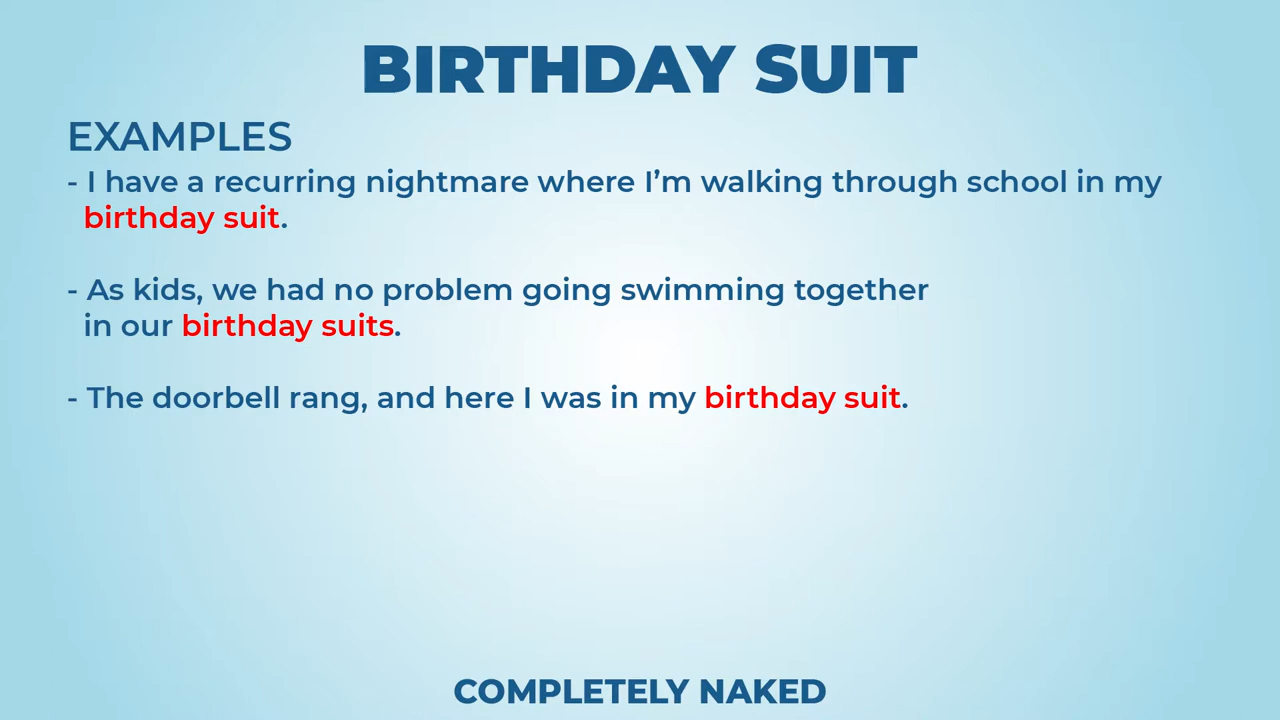 BIRTHDAY SUIT
EXAMPLES
- I have a recurring nightmare where I’m walking through school in my
birthday suit.
- As kids, we had no problem going swimming together
in our birthday suits.
- The doorbell rang, and here I was in my birthday suit.
COMPLETELY NAKED